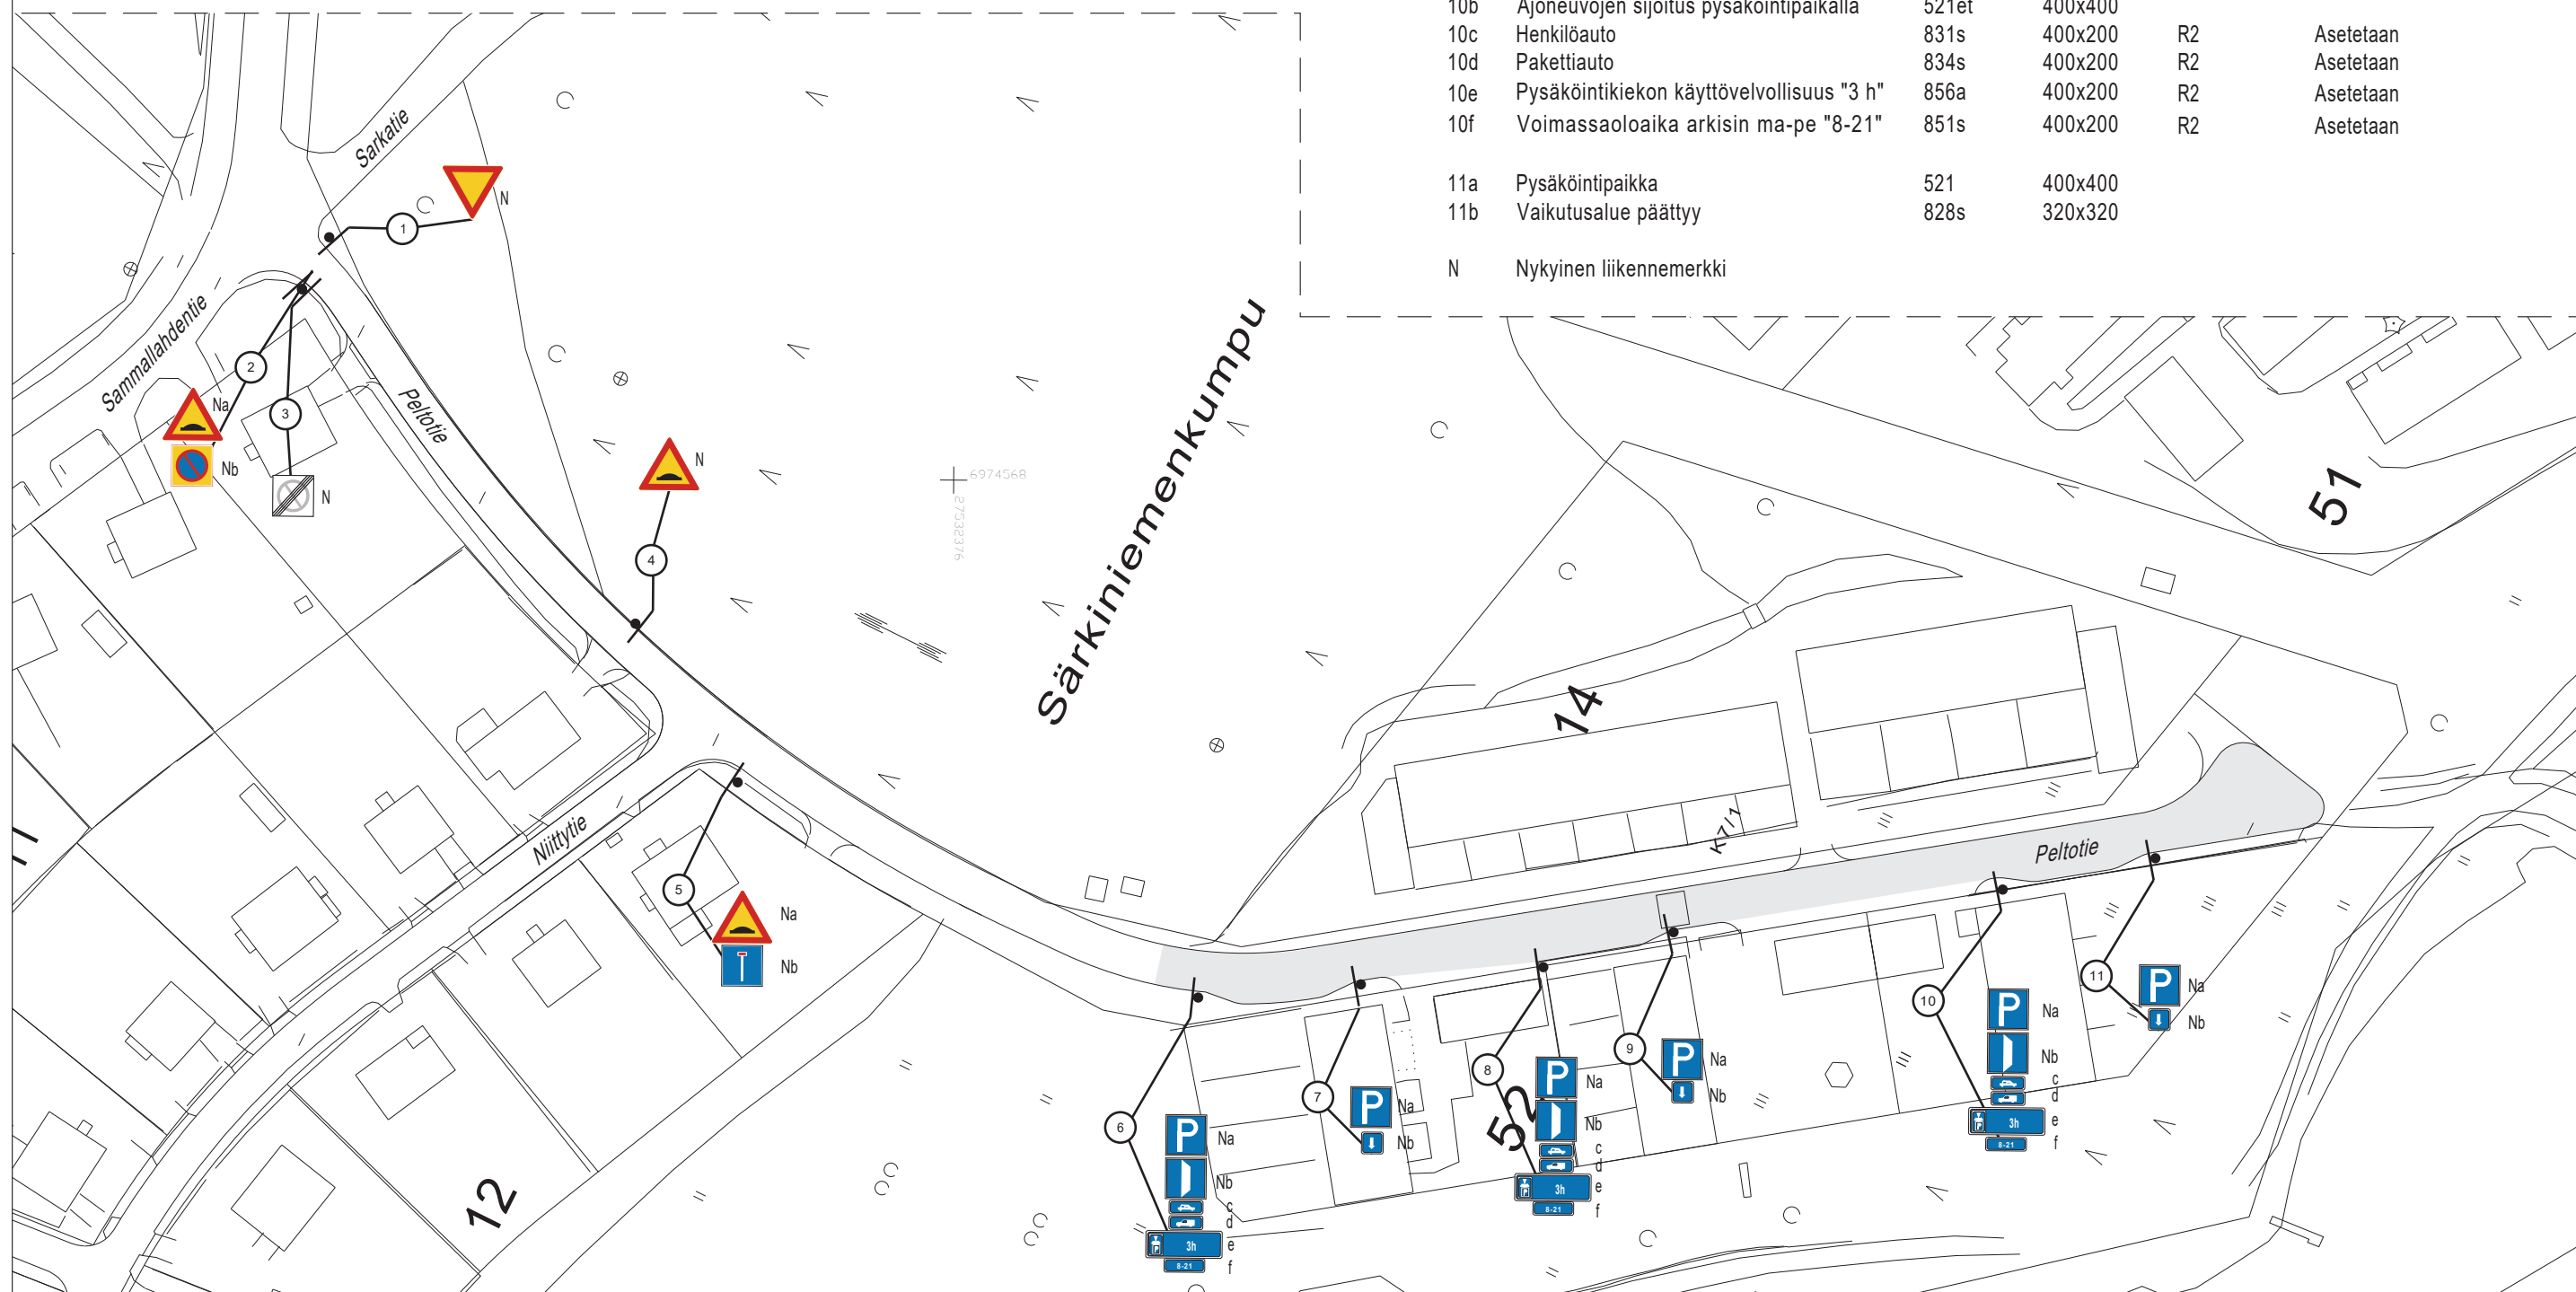 10b Ajoneuvojen sijoitus pysäköintipaikalla 521et 400x400
10c Henkilöauto 831s 400x200 R2 Asetetaan
10d Pakettiauto 834s 400x200 R2 Asetetaan
10e Pysäköintikiekon käyttövelvollisuus "3 h" 856a 400x200 R2 Asetetaan
10f Voimassaoloaika arkisin ma-pe "8-21" 851s 400x200 R2 Asetetaan
11a Pysäköintipaikka 521 400x400
11b Vaikutusalue päättyy 828s 320x320
N Nykyinen liikennemerkki
Sarkatie
N
1
Sammallahdentie
2
Na
Nb
3
N
Peltotie
N
4
6974568
27532376
Särkiniemenkumpu
51
14
K7/1
Niittytie
5
Na
Nb
Peltotie
11
P Na
Nb
10
P Na
Nb
c
d
P 3h e
8-21 f
9
P Na
Nb
8
52
P Na
Nb
c
d
P 3h e
8-21 f
7
P Na
Nb
6
P Na
Nb
c
d
P 3h e
8-21 f
12